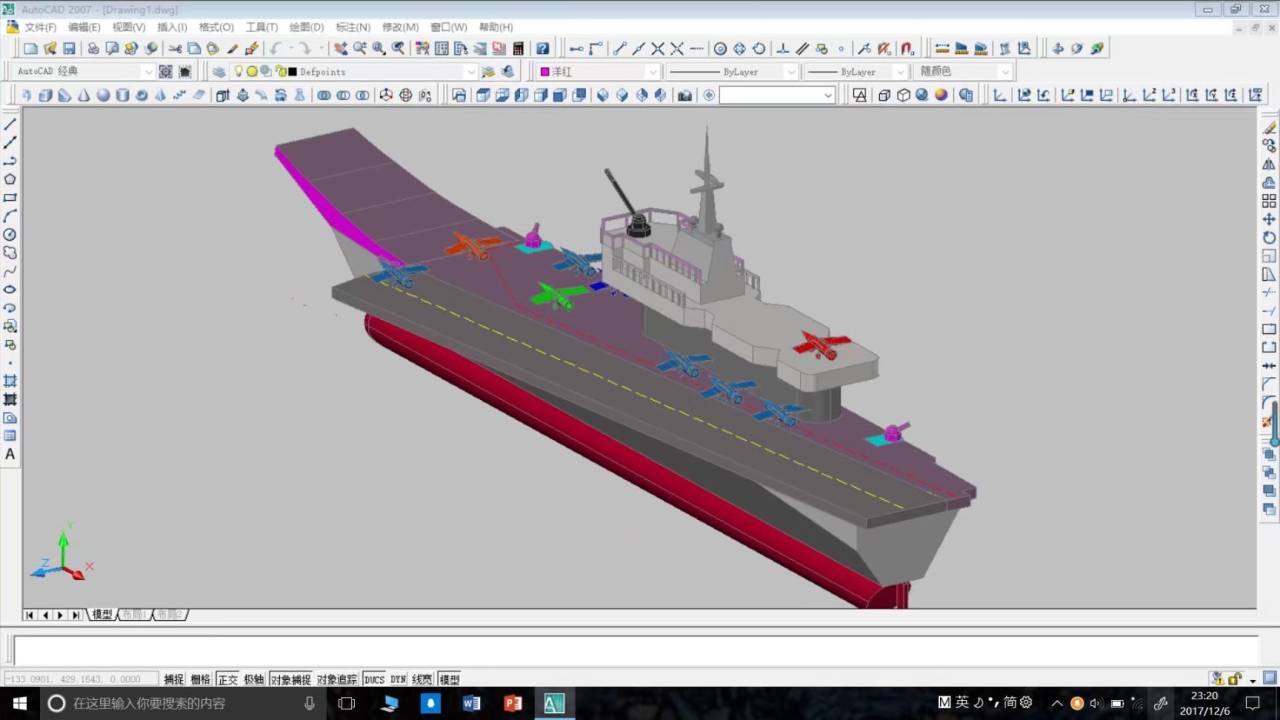 AutoCAD 2007 - [Drawing1.dwg]
文件(F) 编辑(E) 视图(V) 插入(I) 格式(O) 工具(T) 绘图(D) 标注(N) 修改(M) 窗口(W) 帮助(H)
AutoCAD 经典 Defpoints 洋红 ByLayer ByLayer 随颜色
A
Y
Z X
模型 布局1 布局2
-133.0901, 429.1543, 0.0000 捕捉 栅格 正交 极轴 对象捕捉 对象追踪 DUCS DYN 线宽 模型
在这里输入你要搜索的内容 M 英 简 23:20
2017/12/6